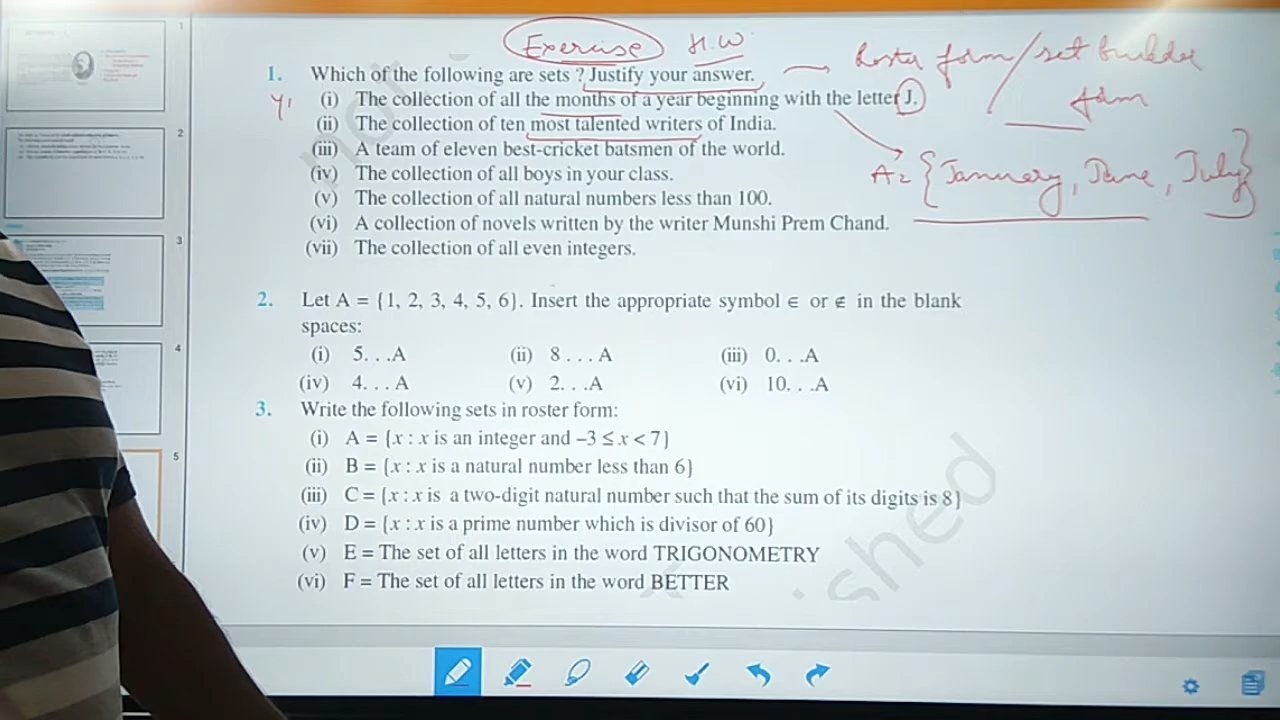 Exercise H.W
1. Which of the following are sets ? Justify your answer. Roster form / set builder form
(i) The collection of all the months of a year beginning with the letter J.
(ii) The collection of ten most talented writers of India.
(iii) A team of eleven best-cricket batsmen of the world.
A = {January, June, July}
(iv) The collection of all boys in your class.
(v) The collection of all natural numbers less than 100.
(vi) A collection of novels written by the writer Munshi Prem Chand.
(vii) The collection of all even integers.
2. Let A = {1, 2, 3, 4, 5, 6}. Insert the appropriate symbol ∈ or ∉ in the blank
spaces:
(i) 5. . .A (ii) 8 . . . A (iii) 0. . .A
(iv) 4. . . A (v) 2. . .A (vi) 10. . .A
3. Write the following sets in roster form:
(i) A = {x : x is an integer and –3 ≤ x < 7}
(ii) B = {x : x is a natural number less than 6}
(iii) C = {x : x is a two-digit natural number such that the sum of its digits is 8}
(iv) D = {x : x is a prime number which is divisor of 60}
(v) E = The set of all letters in the word TRIGONOMETRY
(vi) F = The set of all letters in the word BETTER
1
2
3
4
5